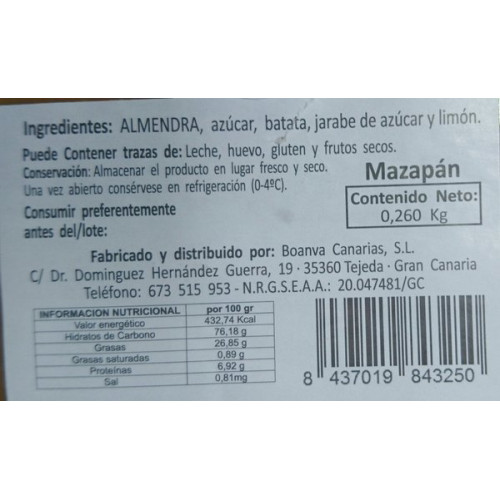 Ingredientes: ALMENDRA, azúcar, batata, jarabe de azúcar y limón.
Puede Contener trazas de: Leche, huevo, gluten y frutos secos.
Conservación: Almacenar el producto en lugar fresco y seco.
Una vez abierto consérvese en refrigeración (0-4ºC).
Mazapán
Contenido Neto:
0,260 Kg
Consumir preferentemente
antes del/lote:
Fabricado y distribuido por: Boanva Canarias, S.L.
C/ Dr. Dominguez Hernández Guerra, 19 · 35360 Tejeda · Gran Canaria
Teléfono: 673 515 953 - N.R.G.S.E.A.A.: 20.047481/GC
INFORMACION NUTRICIONAL por 100 gr
Valor energético 432,74 Kcal
Hidratos de Carbono 76,18 g
Grasas 26,85 g
Grasas saturadas 0,89 g
Proteínas 6,92 g
Sal 0,81mg
8 437019 843250